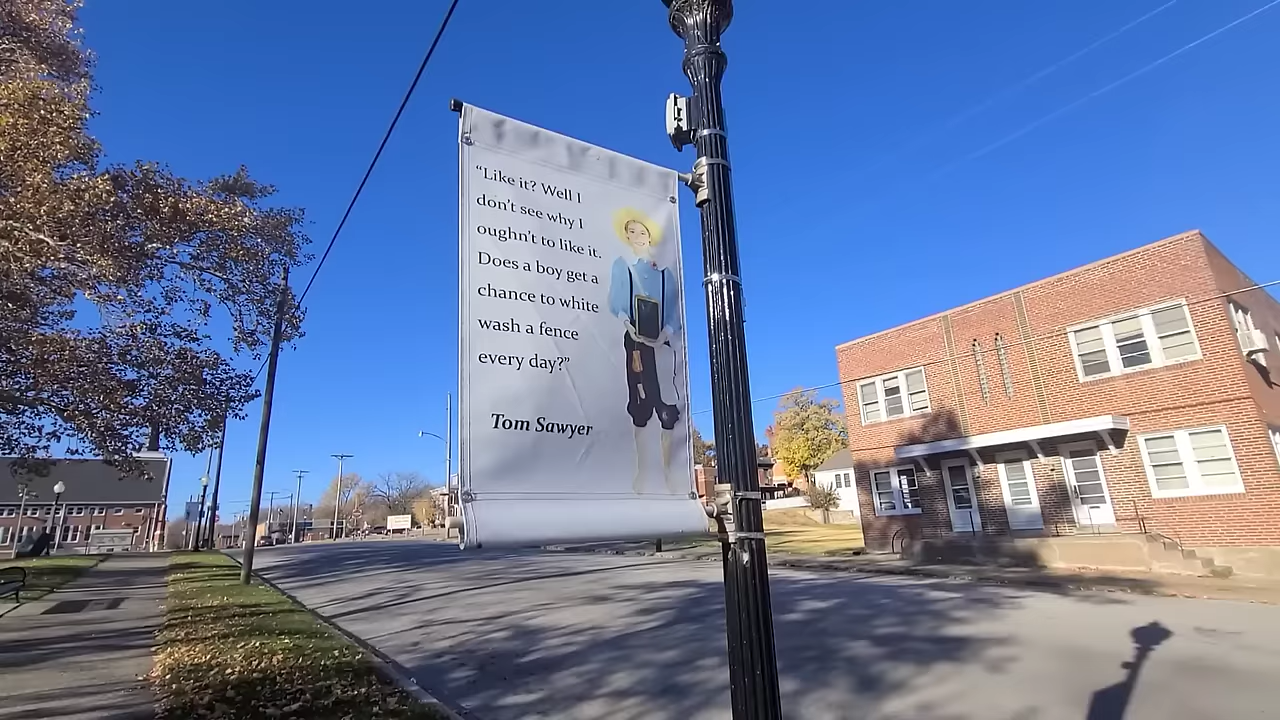 “Like it? Well I
don’t see why I
oughn’t to like it.
Does a boy get a
chance to white
wash a fence
every day?”
Tom Sawyer